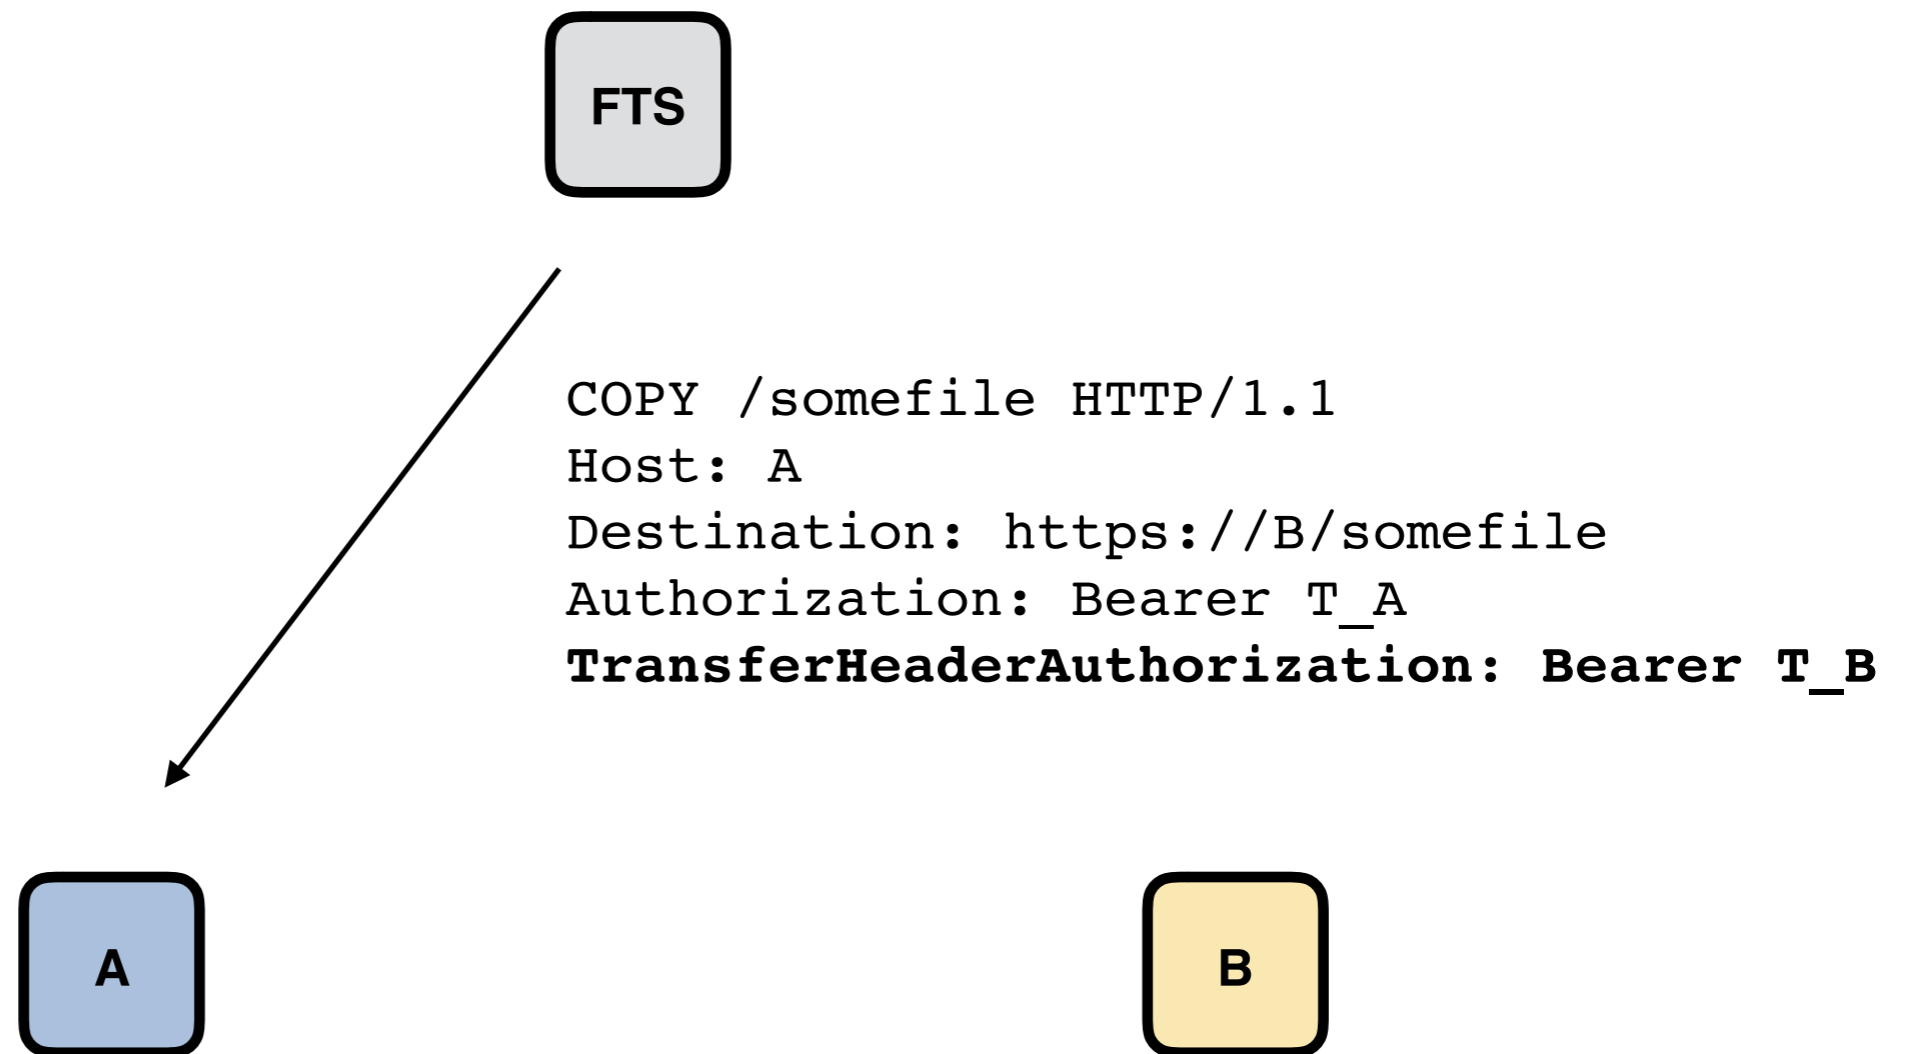 FTS
COPY /somefile HTTP/1.1
Host: A
Destination: https://B/somefile
Authorization: Bearer T_A
TransferHeaderAuthorization: Bearer T_B
A
B